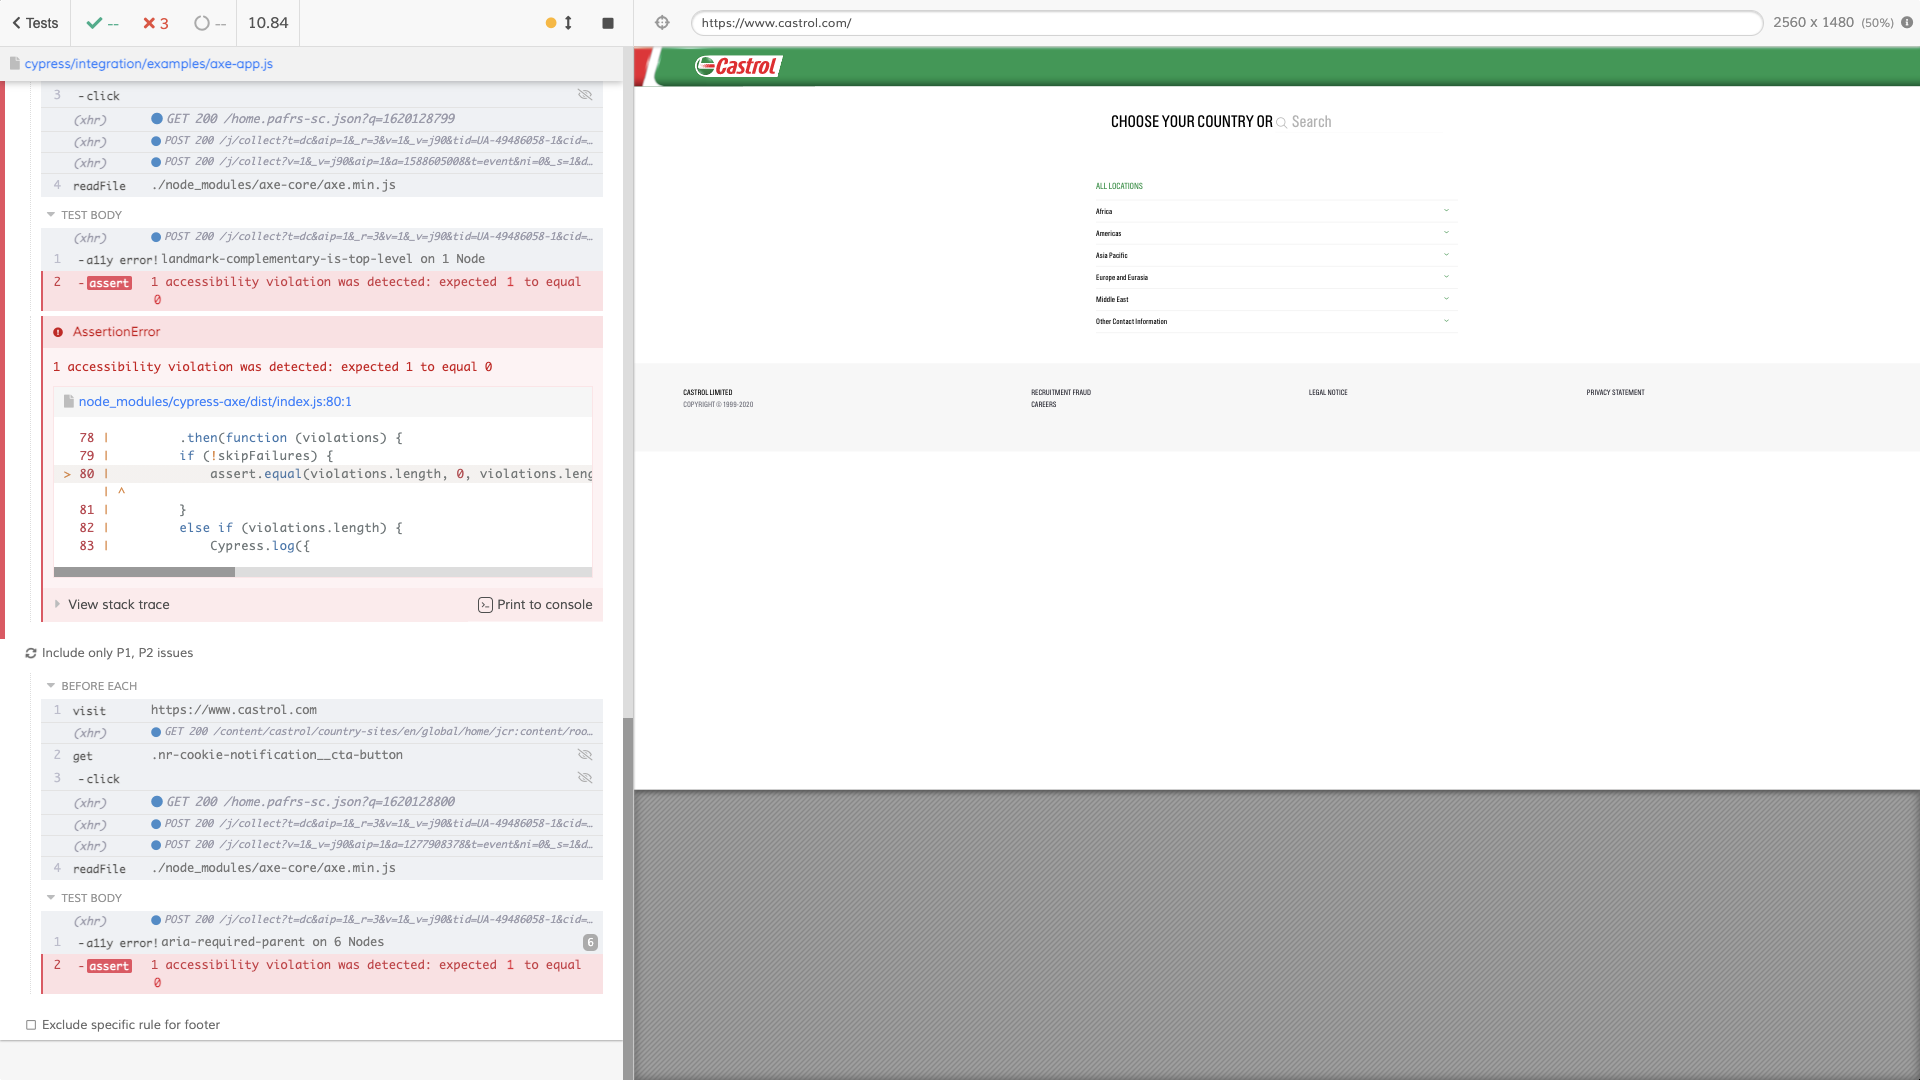 Tests
--
3
--
10.84
cypress/integration/examples/axe-app.js
3 -click
(xhr) GET 200 /home.pafrs-sc.json?q=1620128799
(xhr) POST 200 /j/collect?t=dc&aip=1&_r=3&v=1&_v=j90&tid=UA-49486058-1&cid=…
(xhr) POST 200 /j/collect?v=1&_v=j90&aip=1&a=1588605008&t=event&ni=0&_s=1&d…
4 readFile ./node_modules/axe-core/axe.min.js
TEST BODY
(xhr) POST 200 /j/collect?t=dc&aip=1&_r=3&v=1&_v=j90&tid=UA-49486058-1&cid=…
1 -a11y error! landmark-complementary-is-top-level on 1 Node
2 -assert 1 accessibility violation was detected: expected 1 to equal
0
AssertionError
1 accessibility violation was detected: expected 1 to equal 0
node_modules/cypress-axe/dist/index.js:80:1
78 | .then(function (violations) {
79 | if (!skipFailures) {
> 80 | assert.equal(violations.length, 0, violations.leng
| ^
81 | }
82 | else if (violations.length) {
83 | Cypress.log({
View stack trace
Print to console
Include only P1, P2 issues
BEFORE EACH
1 visit https://www.castrol.com
(xhr) GET 200 /content/castrol/country-sites/en/global/home/jcr:content/roo…
2 get .nr-cookie-notification__cta-button
3 -click
(xhr) GET 200 /home.pafrs-sc.json?q=1620128800
(xhr) POST 200 /j/collect?t=dc&aip=1&_r=3&v=1&_v=j90&tid=UA-49486058-1&cid=…
(xhr) POST 200 /j/collect?v=1&_v=j90&aip=1&a=1277908378&t=event&ni=0&_s=1&d…
4 readFile ./node_modules/axe-core/axe.min.js
TEST BODY
(xhr) POST 200 /j/collect?t=dc&aip=1&_r=3&v=1&_v=j90&tid=UA-49486058-1&cid=…
1 -a11y error! aria-required-parent on 6 Nodes 6
2 -assert 1 accessibility violation was detected: expected 1 to equal
0
Exclude specific rule for footer
https://www.castrol.com/
2560 x 1480 (50%)
Castrol
CHOOSE YOUR COUNTRY OR Search
ALL LOCATIONS
Africa
Americas
Asia Pacific
Europe and Eurasia
Middle East
Other Contact Information
CASTROL LIMITED
COPYRIGHT © 1999-2020
RECRUITMENT FRAUD
CAREERS
LEGAL NOTICE
PRIVACY STATEMENT